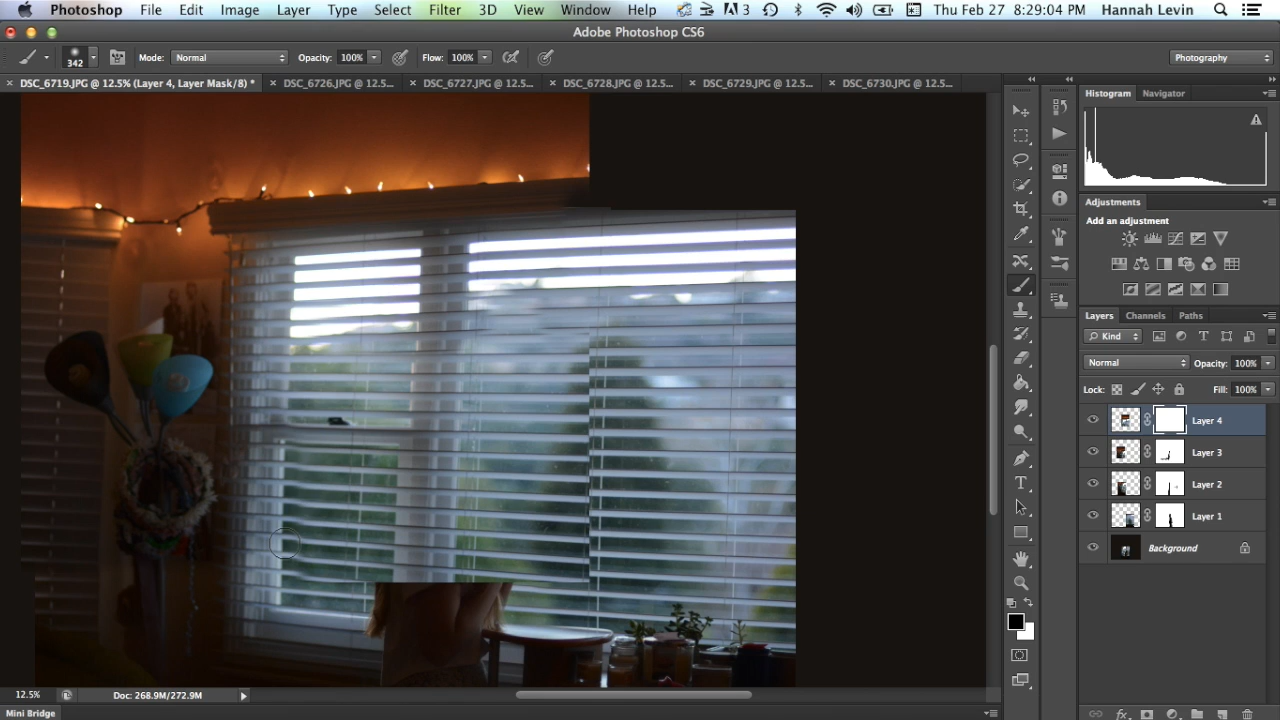 Photoshop File Edit Image Layer Type Select Filter 3D View Window Help 3 Thu Feb 27 8:29:04 Hannah Levin
Adobe Photoshop CS6
342 Mode: Normal Opacity: 100% Flow: 100% Photography
DSC_6719.JPG @ 12.5% (Layer 4, Layer Mask/8) * DSC_6726.JPG @ 12.5... DSC_6727.JPG @ 12.5... DSC_6728.JPG @ 12.5... DSC_6729.JPG @ 12.5... DSC_6730.JPG @ 12.5...
Histogram Navigator
Adjustments
Add an adjustment
Layers Channels Paths
Kind
Normal Opacity: 100%
Lock: Fill: 100%
Layer 4
Layer 3
Layer 2
Layer 1
Background
12.5% Doc: 268.9M/272.9M
Mini Bridge